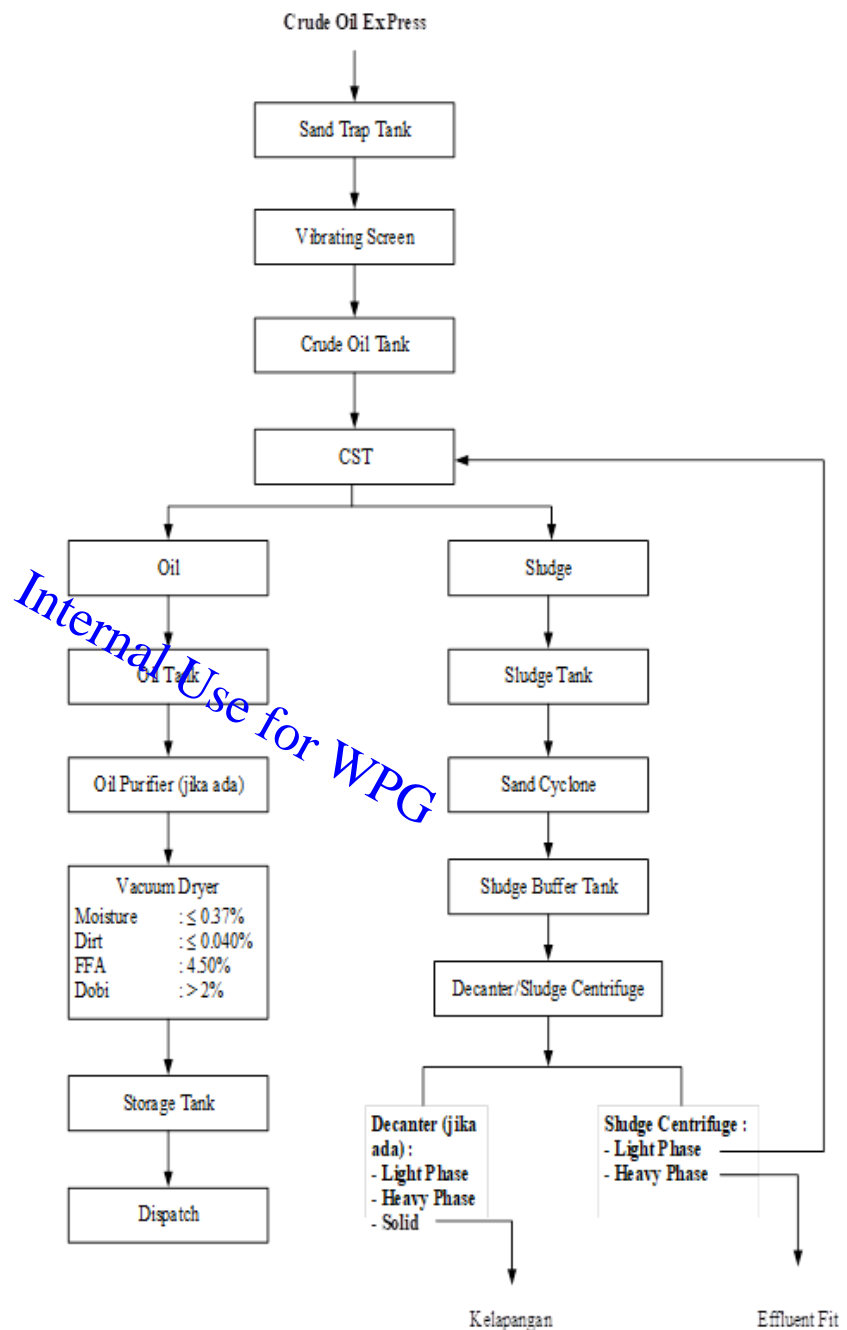 Crude Oil ExPress
Sand Trap Tank
Vibrating Screen
Crude Oil Tank
CST
Oil
Oil Tank
Oil Purifier (jika ada)
Vacuum Dryer
Moisture : ≤ 0.37%
Dirt : ≤ 0.040%
FFA : 4.50%
Dobi : > 2%
Storage Tank
Dispatch
Sludge
Sludge Tank
Sand Cyclone
Sludge Buffer Tank
Decanter/Sludge Centrifuge
Decanter (jika
ada) :
- Light Phase
- Heavy Phase
- Solid
Sludge Centrifuge :
- Light Phase
- Heavy Phase
Kelapangan
Effluent Fit
Internal Use for WPG